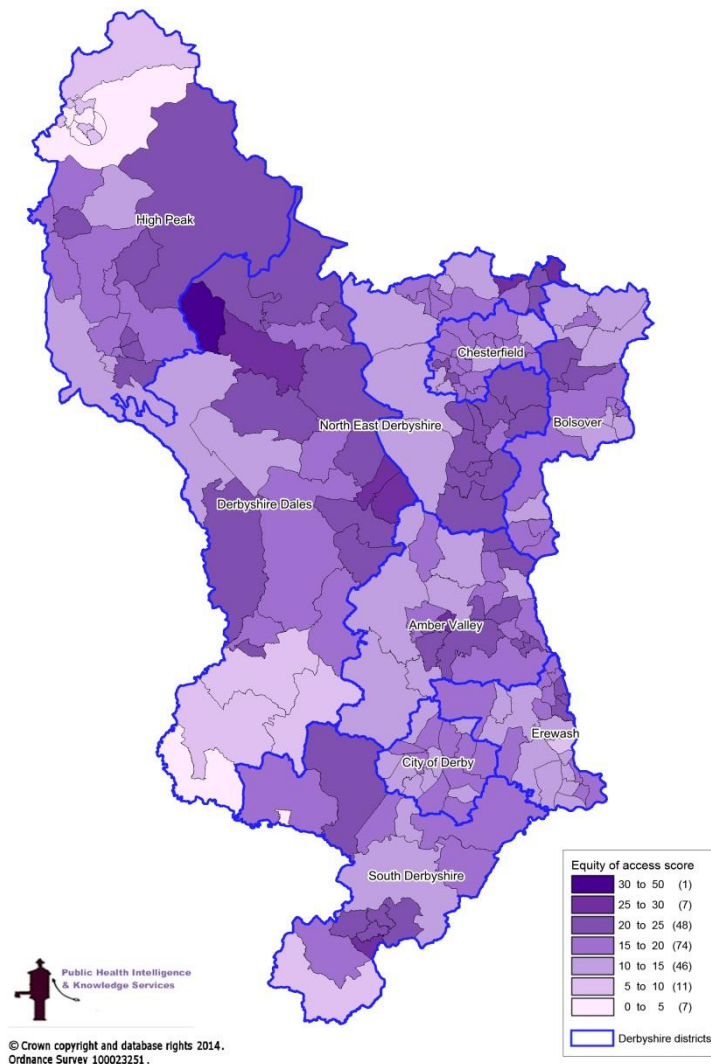 High Peak
Chesterfield
North East Derbyshire
Bolsover
Derbyshire Dales
Amber Valley
Erewash
City of Derby
South Derbyshire
Equity of access score
30 to 50 (1)
25 to 30 (7)
20 to 25 (48)
15 to 20 (74)
10 to 15 (46)
5 to 10 (11)
0 to 5 (7)
Derbyshire districts
Public Health Intelligence
& Knowledge Services
© Crown copyright and database rights 2014.
Ordnance Survey 100023251.